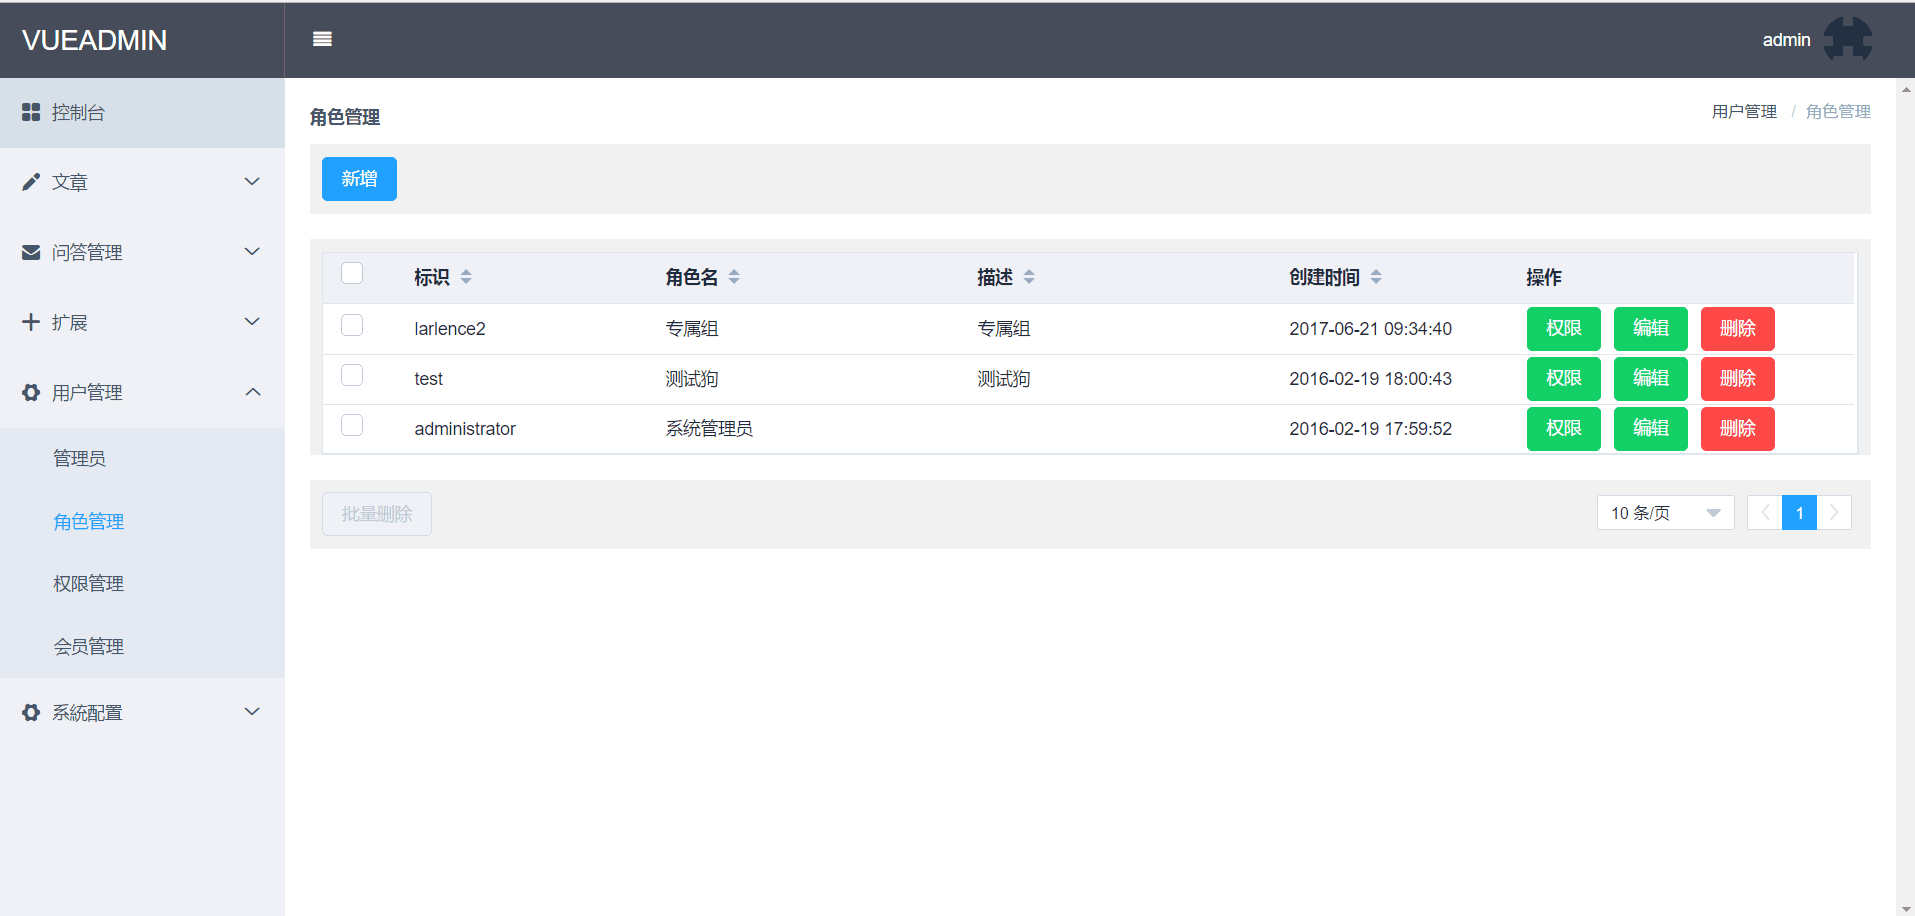 VUEADMIN
admin
控制台
文章
问答管理
扩展
用户管理
管理员
角色管理
权限管理
会员管理
系統配置
角色管理
用户管理 / 角色管理
新增
标识 角色名 描述 创建时间 操作
larlence2 专属组 专属组 2017-06-21 09:34:40 权限 编辑 删除
test 测试狗 测试狗 2016-02-19 18:00:43 权限 编辑 删除
administrator 系统管理员 2016-02-19 17:59:52 权限 编辑 删除
批量删除
10 条/页
1